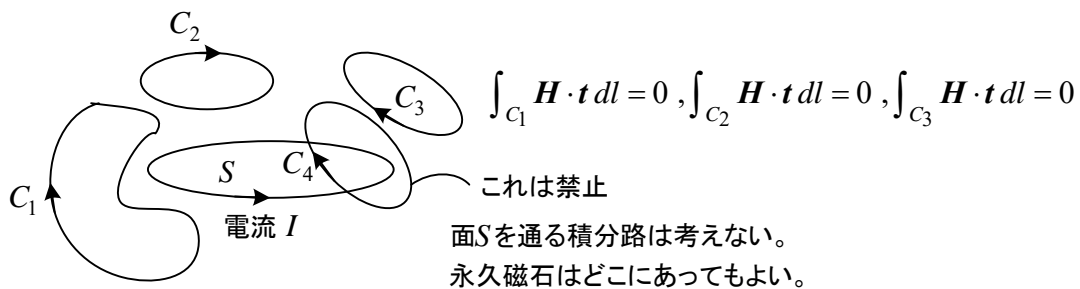 C₂
C₃
∫_{C₁} H · t dl = 0 , ∫_{C₂} H · t dl = 0 , ∫_{C₃} H · t dl = 0
S
C₄
C₁
これは禁止
電流 I
面Sを通る積分路は考えない。
永久磁石はどこにあってもよい。